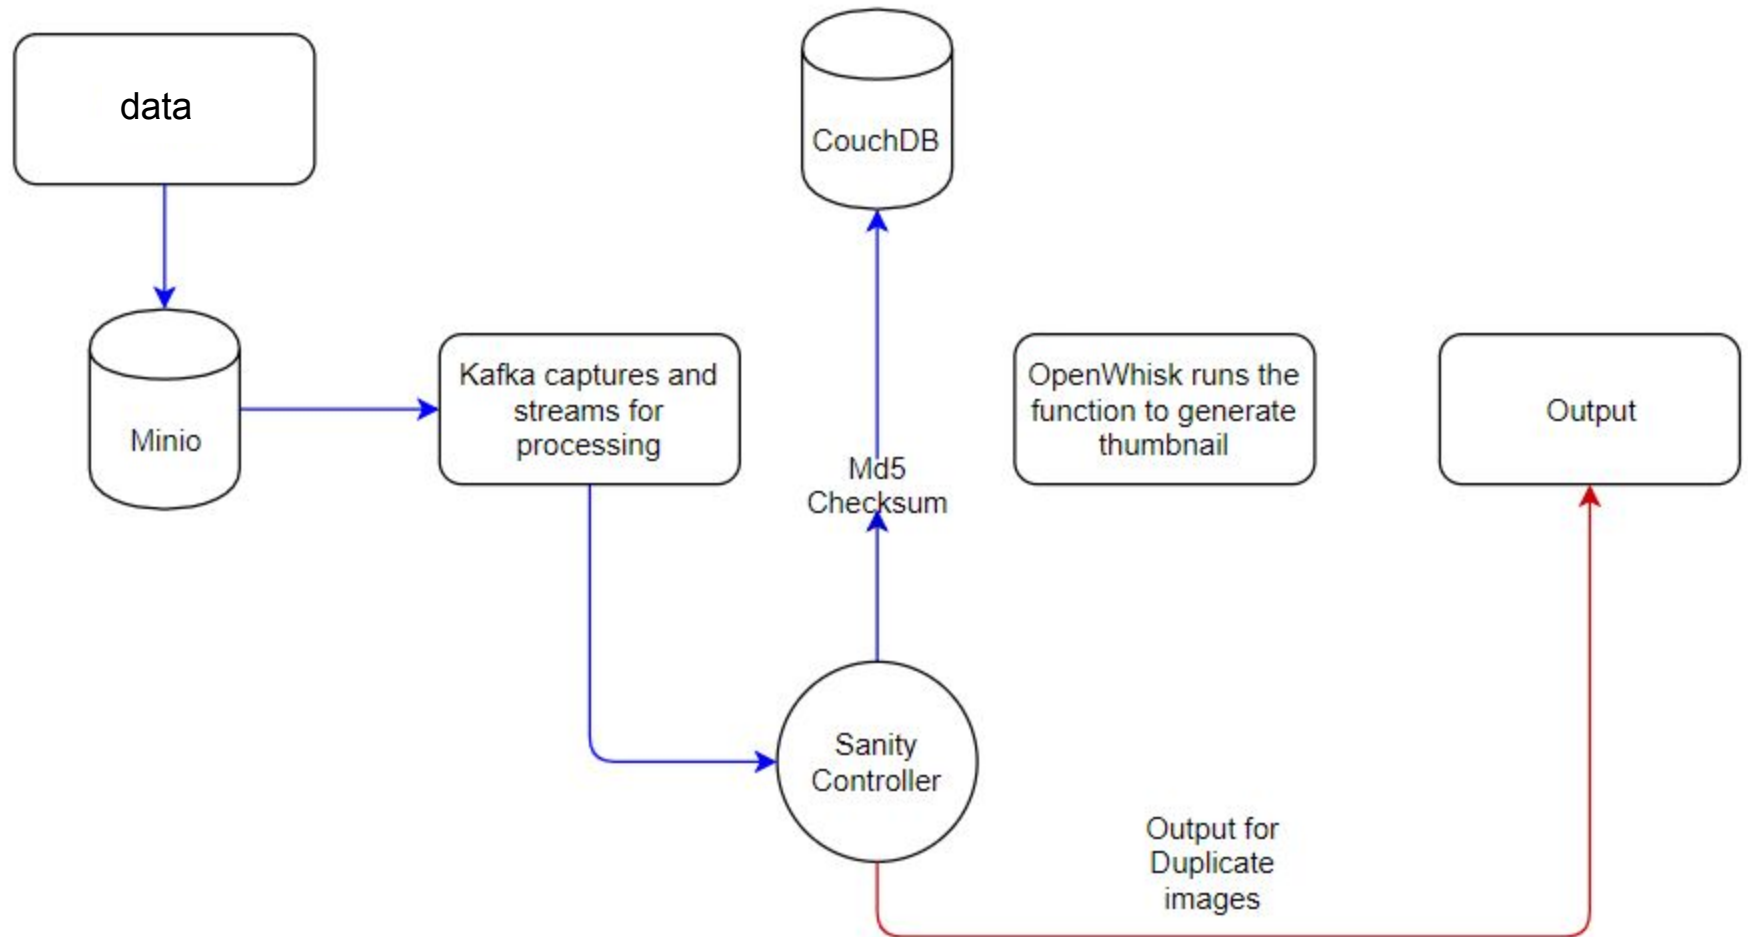 data
CouchDB
Minio
Kafka captures and
streams for
processing
Md5
Checksum
OpenWhisk runs the
function to generate
thumbnail
Output
Sanity
Controller
Output for
Duplicate
images